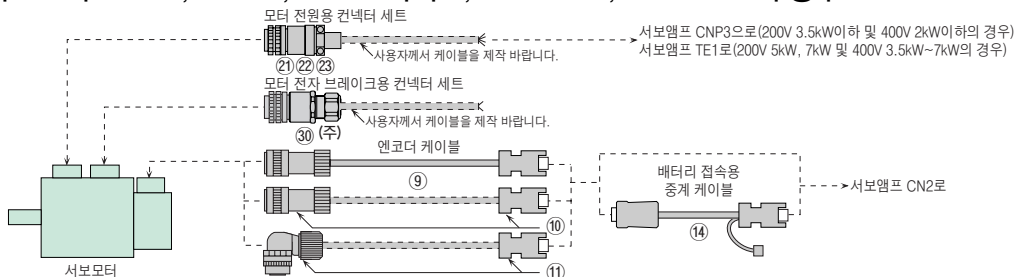 모터 전원용 컨넥터 세트
서보앰프 CNP3으로(200V 3.5kW이하 및 400V 2kW이하의 경우)
서보앰프 TE1로(200V 5kW, 7kW 및 400V 3.5kW~7kW의 경우)
사용자께서 케이블을 제작 바랍니다.
㉑ ㉒ ㉓
모터 전자 브레이크용 컨넥터 세트
사용자께서 케이블을 제작 바랍니다.
㉚ (주)
엔코더 케이블
⑨
배터리 접속용
중계 케이블
서보앰프 CN2로
⑩
⑭
⑪
서보모터